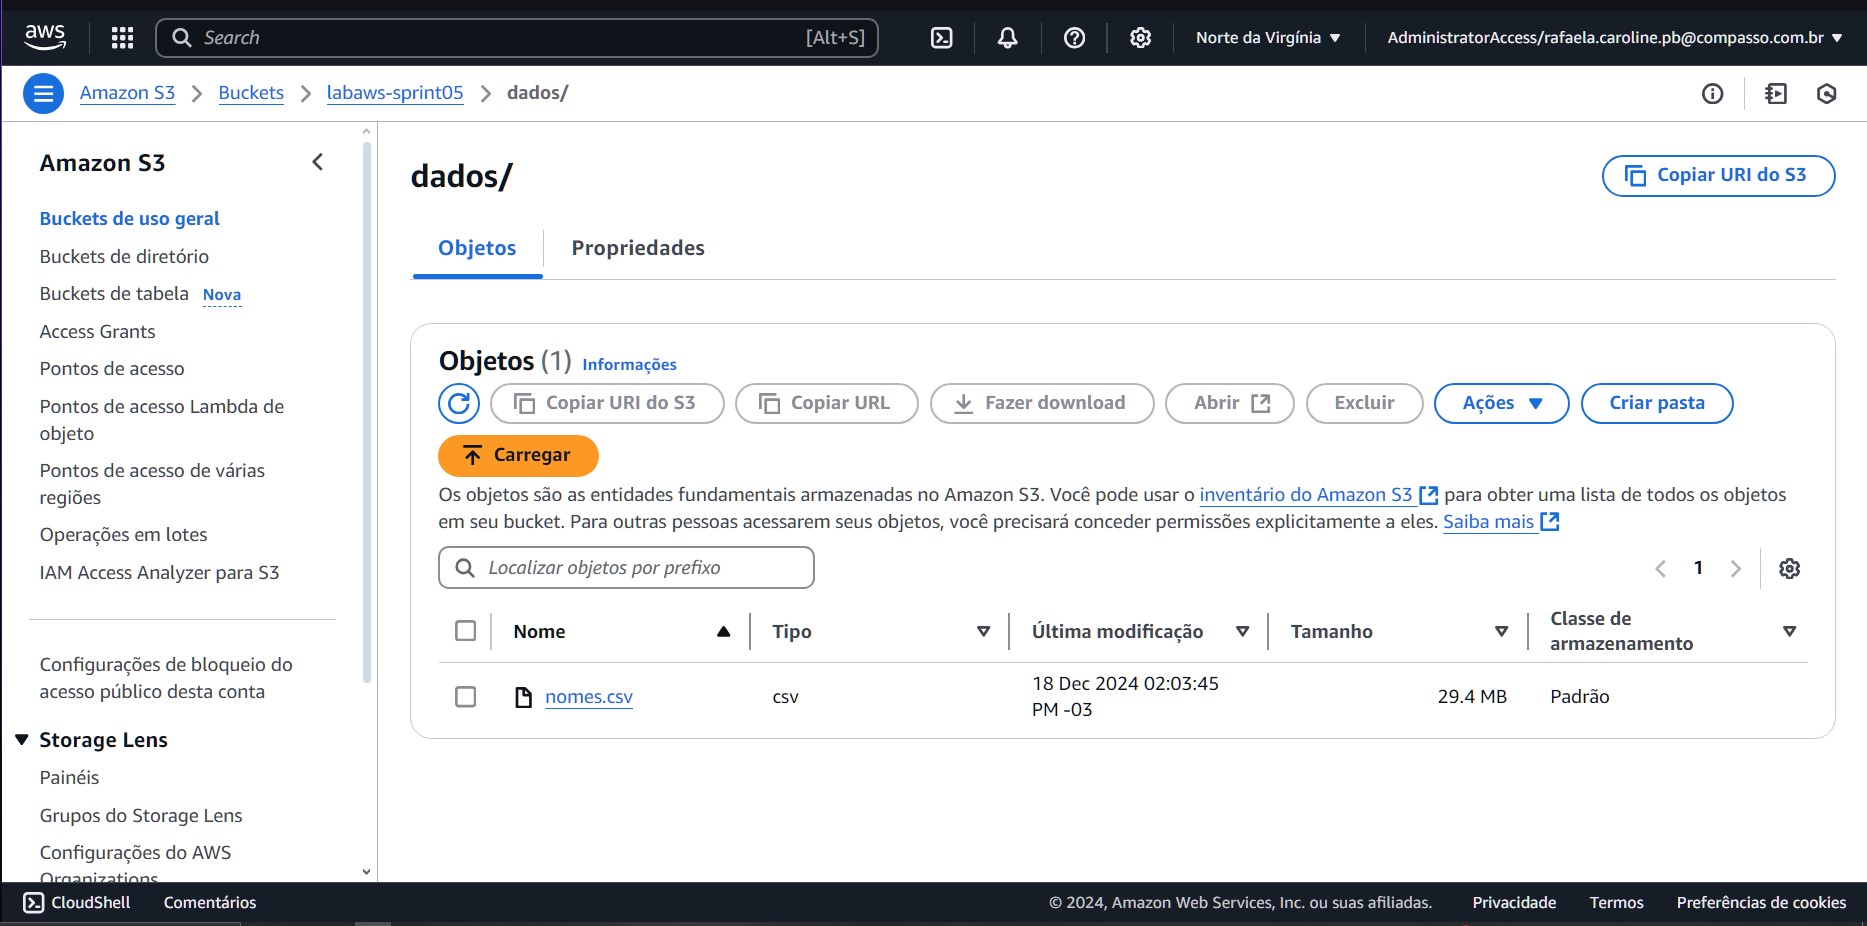 aws
Search
[Alt+S]
Norte da Virgínia
AdministratorAccess/rafaela.caroline.pb@compasso.com.br
Amazon S3
Buckets
labaws-sprint05
dados/
Amazon S3
Buckets de uso geral
Buckets de diretório
Buckets de tabela Nova
Access Grants
Pontos de acesso
Pontos de acesso Lambda de
objeto
Pontos de acesso de várias
regiões
Operações em lotes
IAM Access Analyzer para S3
Configurações de bloqueio do
acesso público desta conta
Storage Lens
Painéis
Grupos do Storage Lens
Configurações do AWS
Organizations
dados/
Copiar URI do S3
Objetos
Propriedades
Objetos (1) Informações
Copiar URI do S3
Copiar URL
Fazer download
Abrir
Excluir
Ações
Criar pasta
Carregar
Os objetos são as entidades fundamentais armazenadas no Amazon S3. Você pode usar o inventário do Amazon S3 para obter uma lista de todos os objetos
em seu bucket. Para outras pessoas acessarem seus objetos, você precisará conceder permissões explicitamente a eles. Saiba mais
Localizar objetos por prefixo
1
Nome
Tipo
Última modificação
Tamanho
Classe de
armazenamento
nomes.csv
csv
18 Dec 2024 02:03:45
PM -03
29.4 MB
Padrão
CloudShell
Comentários
© 2024, Amazon Web Services, Inc. ou suas afiliadas.
Privacidade
Termos
Preferências de cookies